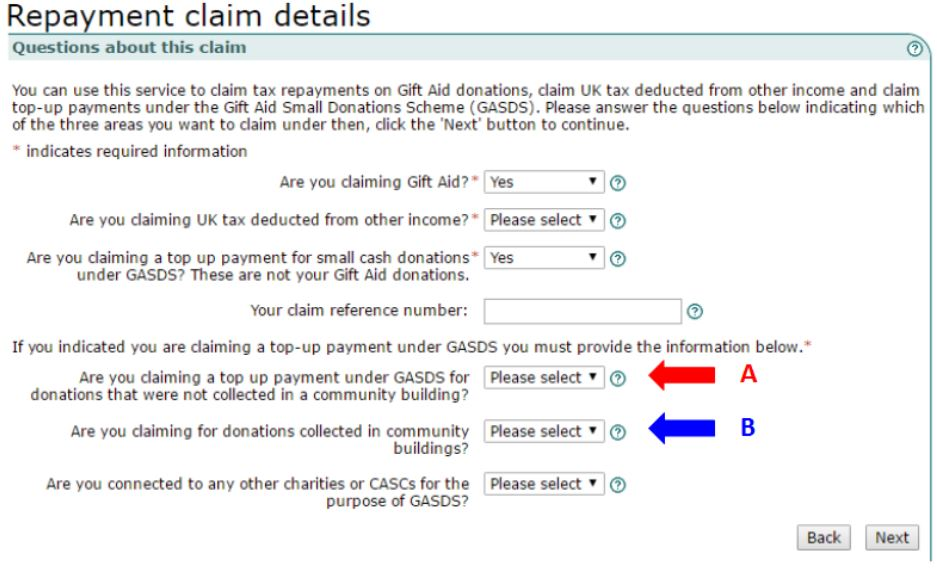 Repayment claim details
Questions about this claim
?
You can use this service to claim tax repayments on Gift Aid donations, claim UK tax deducted from other income and claim
top-up payments under the Gift Aid Small Donations Scheme (GASDS). Please answer the questions below indicating which
of the three areas you want to claim under then, click the 'Next' button to continue.
* indicates required information
Are you claiming Gift Aid?* Yes ?
Are you claiming UK tax deducted from other income?* Please select ?
Are you claiming a top up payment for small cash donations* Yes ?
under GASDS? These are not your Gift Aid donations.
Your claim reference number: ?
If you indicated you are claiming a top-up payment under GASDS you must provide the information below.*
Are you claiming a top up payment under GASDS for Please select ? A
donations that were not collected in a community building?
Are you claiming for donations collected in community Please select ? B
buildings?
Are you connected to any other charities or CASCs for the Please select ?
purpose of GASDS?
Back Next